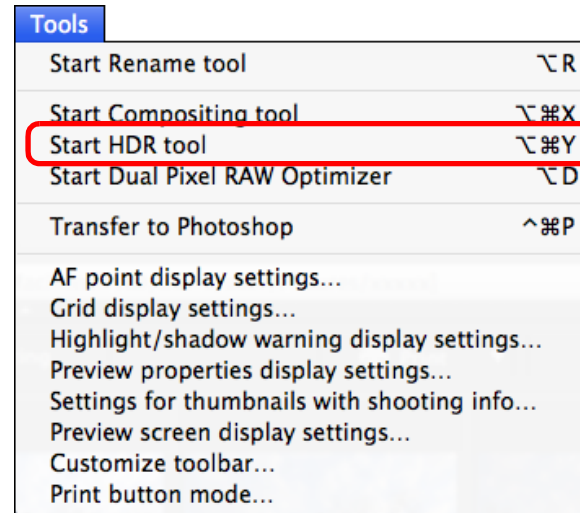 Tools
Start Rename tool ⌥R
Start Compositing tool ⌥⌘X
Start HDR tool ⌥⌘Y
Start Dual Pixel RAW Optimizer ⌥D
Transfer to Photoshop ^⌘P
AF point display settings...
Grid display settings...
Highlight/shadow warning display settings...
Preview properties display settings...
Settings for thumbnails with shooting info...
Preview screen display settings...
Customize toolbar...
Print button mode...